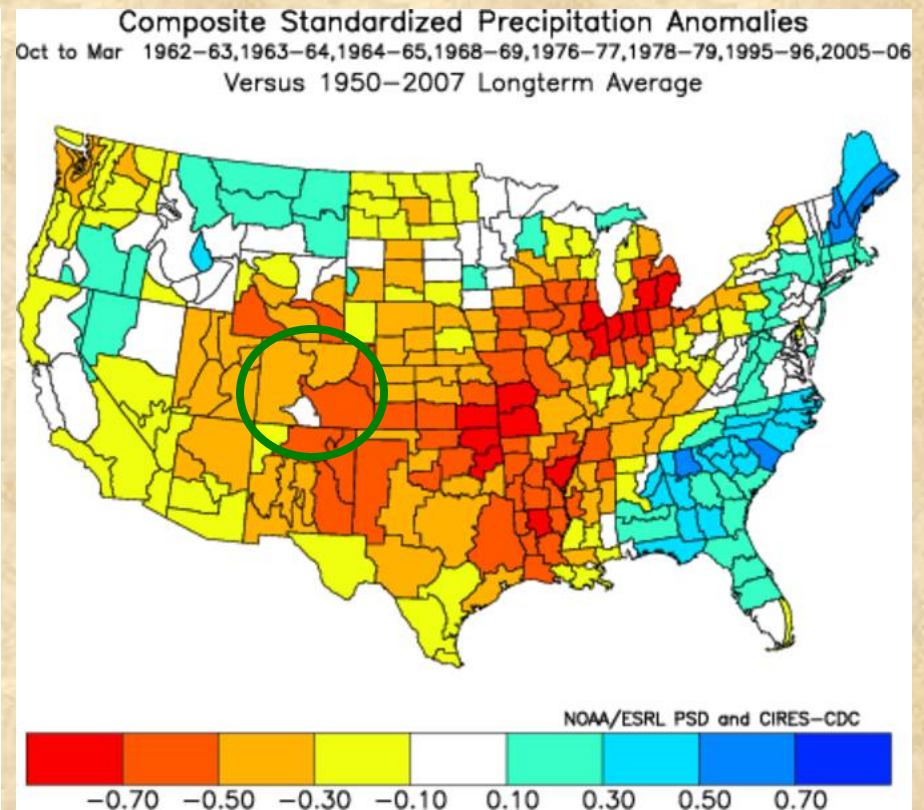 Composite Standardized Precipitation Anomalies
Oct to Mar 1962-63,1963-64,1964-65,1968-69,1976-77,1978-79,1995-96,2005-06
Versus 1950-2007 Longterm Average
NOAA/ESRL PSD and CIRES-CDC
-0.70 -0.50 -0.30 -0.10 0.10 0.30 0.50 0.70